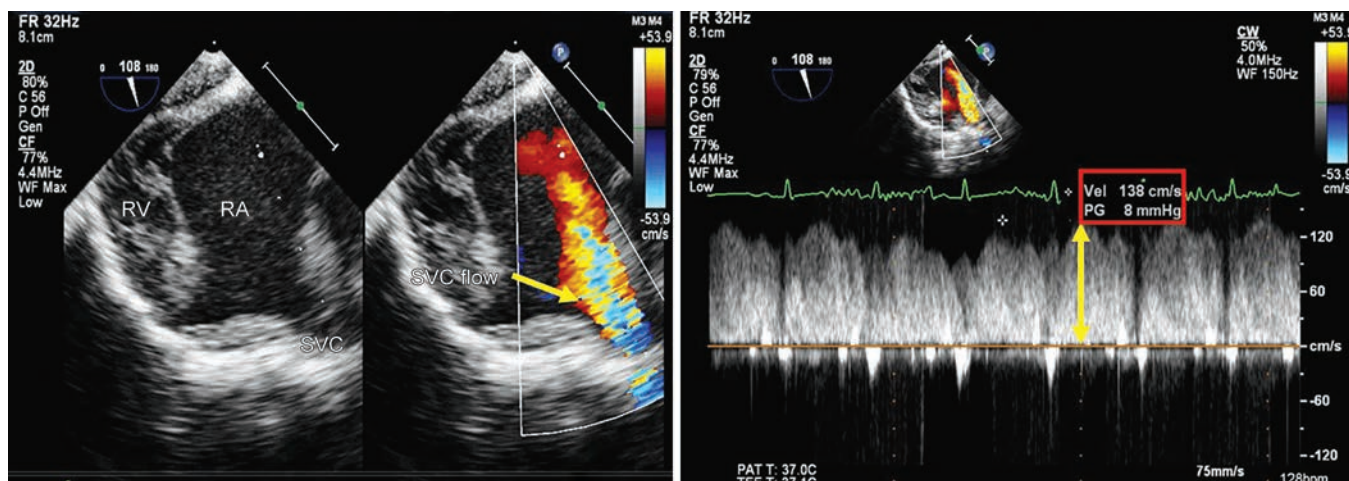 FR 32Hz
8.1cm
2D
80%
C 56
P Off
Gen
CF
77%
4.4MHz
WF Max
Low
0 108 180
RV
RA
SVC
P
M3 M4
+53.9
-53.9
cm/s
SVC flow
FR 32Hz
8.1cm
2D
79%
C 56
P Off
Gen
CF
77%
4.4MHz
WF Max
Low
0 108 180
P
M3 M4
+53.9
CW
50%
4.0MHz
WF 150Hz
-53.9
cm/s
Vel 138 cm/s
PG 8 mmHg
120
60
cm/s
-60
-120
PAT T: 37.0C
75mm/s
128bpm